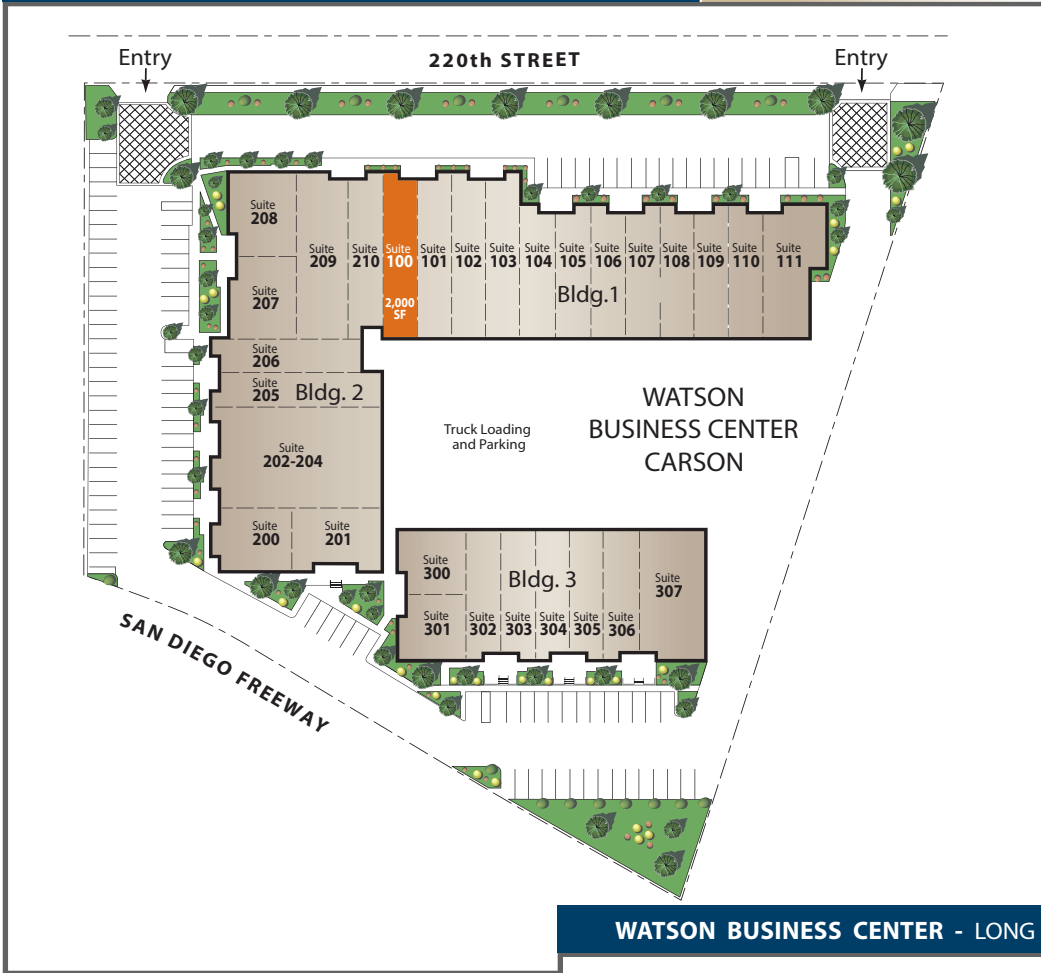 220th STREET
Entry
Entry
Suite
208
Suite
209
Suite
210
Suite
100
2,000
SF
Suite
101
Suite
102
Suite
103
Suite
104
Suite
105
Suite
106
Suite
107
Suite
108
Suite
109
Suite
110
Suite
111
Bldg.1
Suite
207
Suite
206
Suite
205
Bldg. 2
Suite
202-204
Suite
200
Suite
201
Truck Loading
and Parking
WATSON
BUSINESS CENTER
CARSON
Suite
300
Bldg. 3
Suite
301
Suite
302
Suite
303
Suite
304
Suite
305
Suite
306
Suite
307
SAN DIEGO FREEWAY
WATSON BUSINESS CENTER - LONG